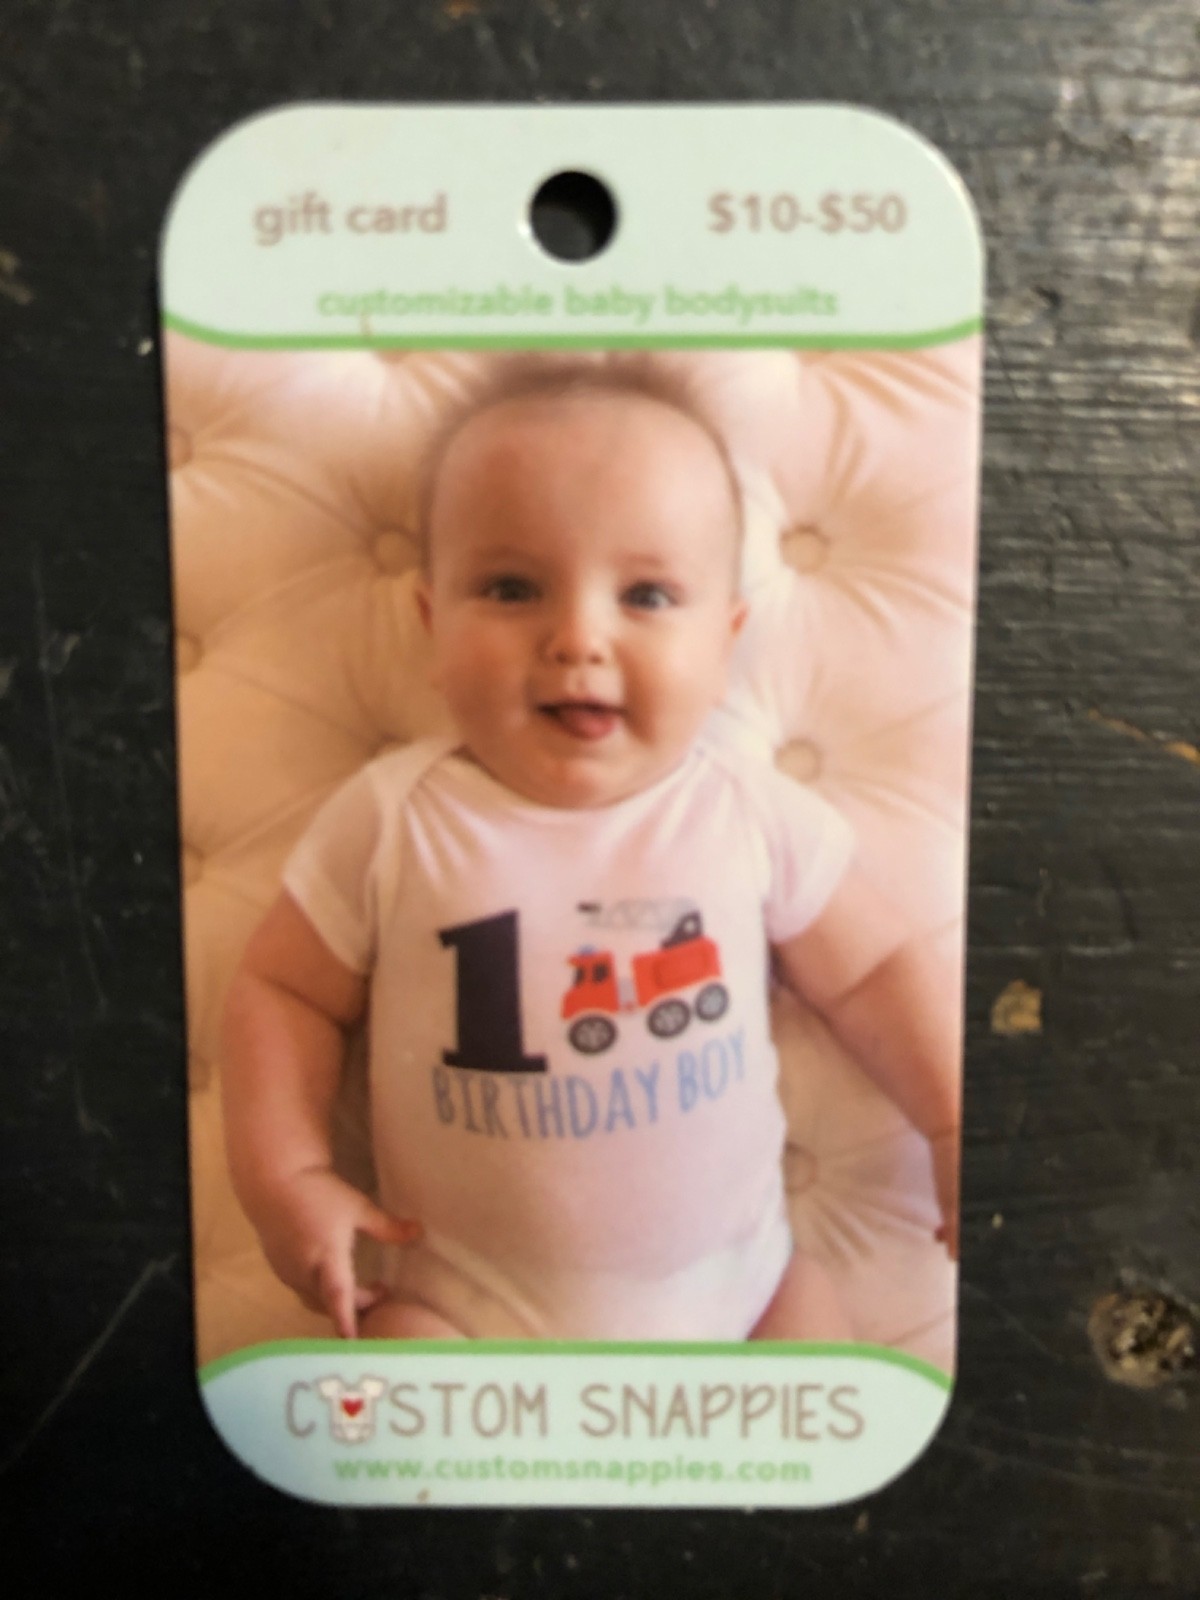 gift card $10-$50
customizable baby bodysuits
1
BIRTHDAY BOY
CUSTOM SNAPPIES
www.customsnappies.com